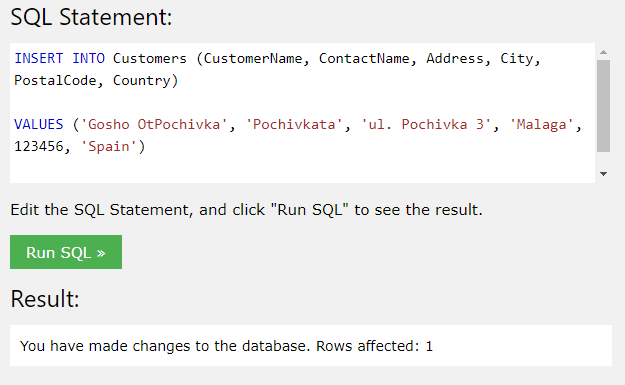 SQL Statement:
INSERT INTO Customers (CustomerName, ContactName, Address, City,
PostalCode, Country)
VALUES ('Gosho OtPochivka', 'Pochivkata', 'ul. Pochivka 3', 'Malaga',
123456, 'Spain')
Edit the SQL Statement, and click "Run SQL" to see the result.
Run SQL »
Result:
You have made changes to the database. Rows affected: 1